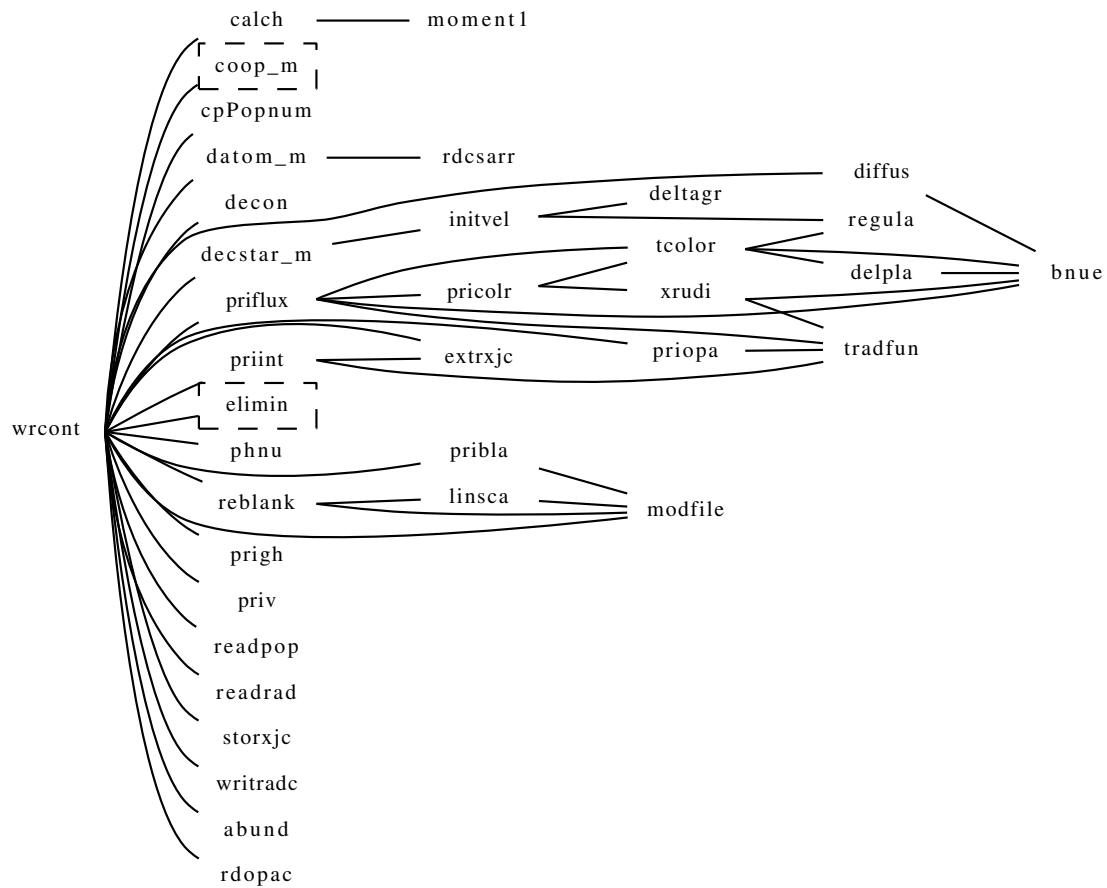 calch
moment1
coop_m
cpPopnum
datom_m
rdcsarr
diffus
deltagr
decon
initvel
regula
tcolor
decstar_m
delpla
bnue
pricolr
xrudi
priflux
priopa
tradfun
priint
extrxjc
elimin
wrcont
phnu
pribla
reblank
linsca
modfile
prigh
priv
readpop
readrad
storxjc
writradc
abund
rdopac